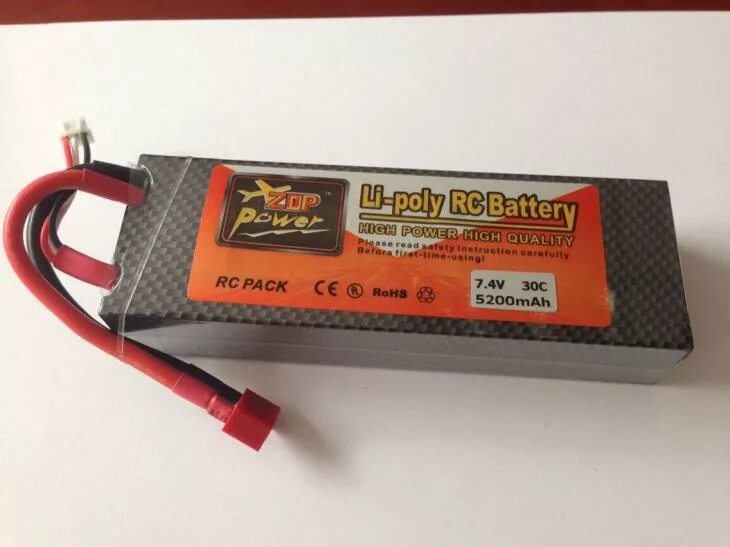 ZOP
Power
™
Li-poly RC Battery
HIGH POWER HIGH QUALITY
Please read safety instruction carefully
Before first-time-using!
RC PACK CE RoHS
7.4V 30C
5200mAh